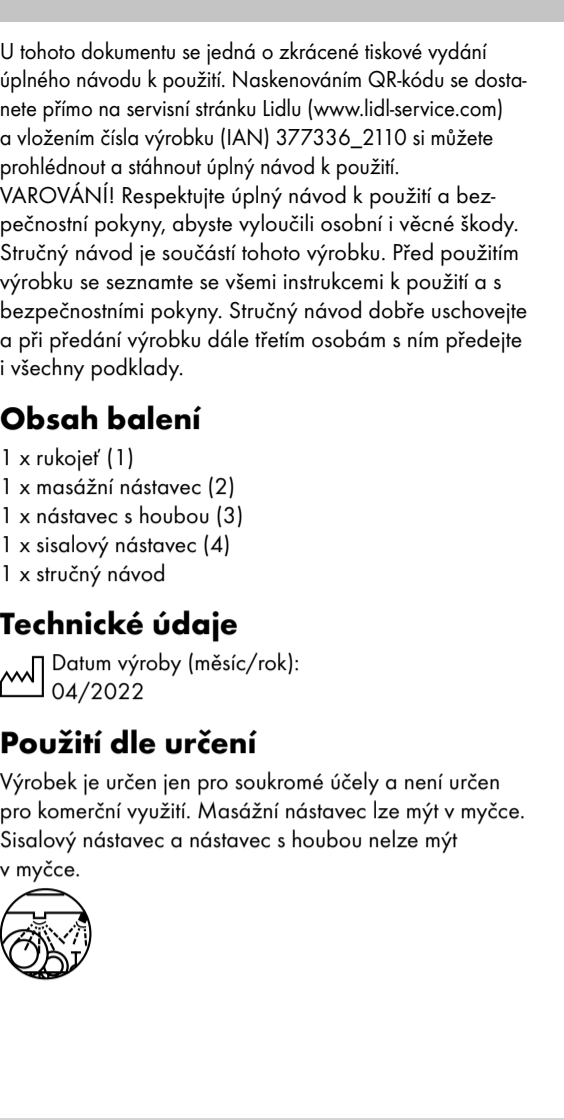 U tohoto dokumentu se jedná o zkrácené tiskové vydání
úplného návodu k použití. Naskenováním QR-kódu se dosta-
nete přímo na servisní stránku Lidlu (www.lidl-service.com)
a vložením čísla výrobku (IAN) 377336_2110 si můžete
prohlédnout a stáhnout úplný návod k použití.
VAROVÁNÍ! Respektujte úplný návod k použití a bez-
pečnostní pokyny, abyste vyloučili osobní i věcné škody.
Stručný návod je součástí tohoto výrobku. Před použitím
výrobku se seznamte se všemi instrukcemi k použití a s
bezpečnostními pokyny. Stručný návod dobře uschovejte
a při předání výrobku dále třetím osobám s ním předejte
i všechny podklady.
Obsah balení
1 x rukojeť (1)
1 x masážní nástavec (2)
1 x nástavec s houbou (3)
1 x sisalový nástavec (4)
1 x stručný návod
Technické údaje
Datum výroby (měsíc/rok):
04/2022
Použití dle určení
Výrobek je určen jen pro soukromé účely a není určen
pro komerční využití. Masážní nástavec lze mýt v myčce.
Sisalový nástavec a nástavec s houbou nelze mýt
v myčce.